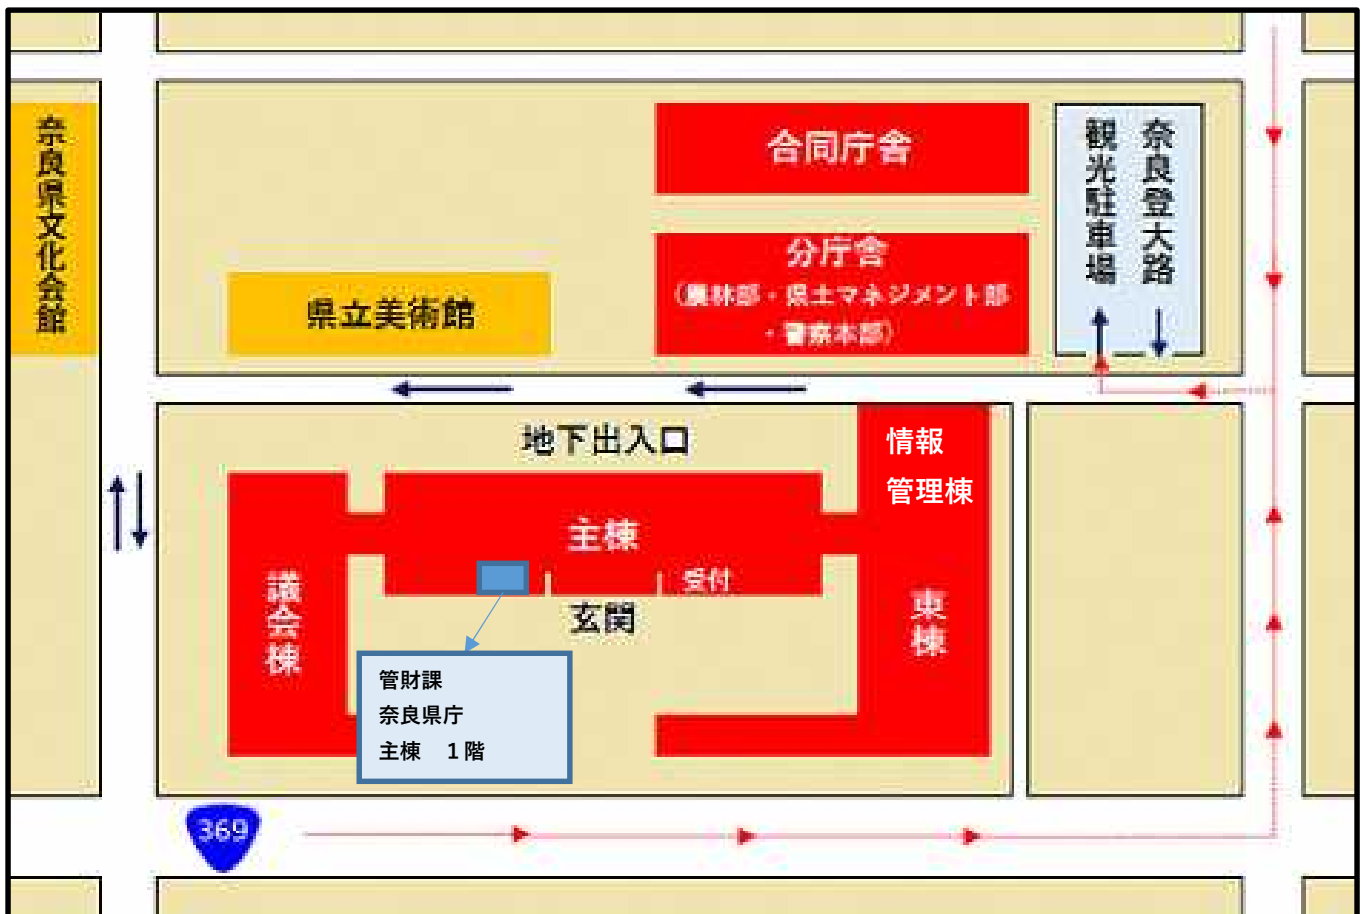 奈良県文化会館
合同庁舎
分庁舎
（農林部・県土マネジメント部
・警察本部）
奈良登大路
観光駐車場
県立美術館
地下出入口
情報
管理棟
主棟
受付
玄関
議会棟
東棟
管財課
奈良県庁
主棟　１階
369